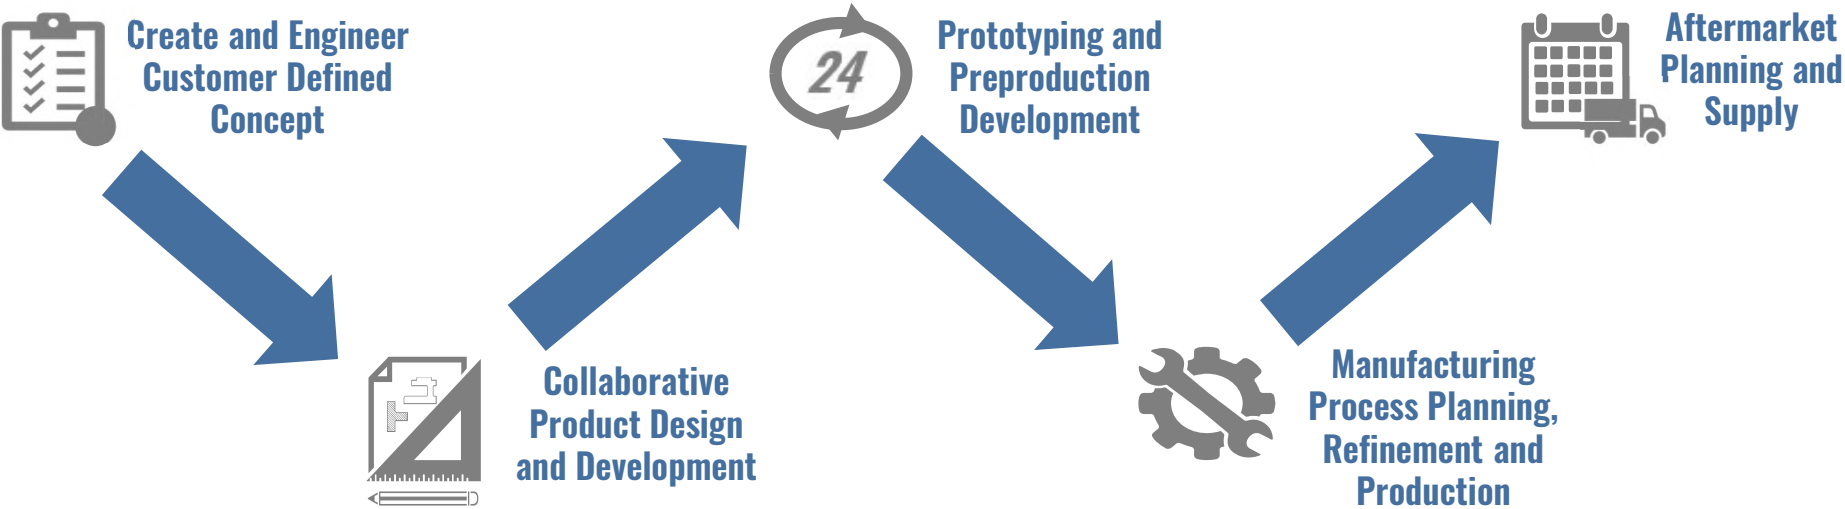 Create and Engineer
Customer Defined
Concept
Collaborative
Product Design
and Development
24
Prototyping and
Preproduction
Development
Manufacturing
Process Planning,
Refinement and
Production
Aftermarket
Planning and
Supply